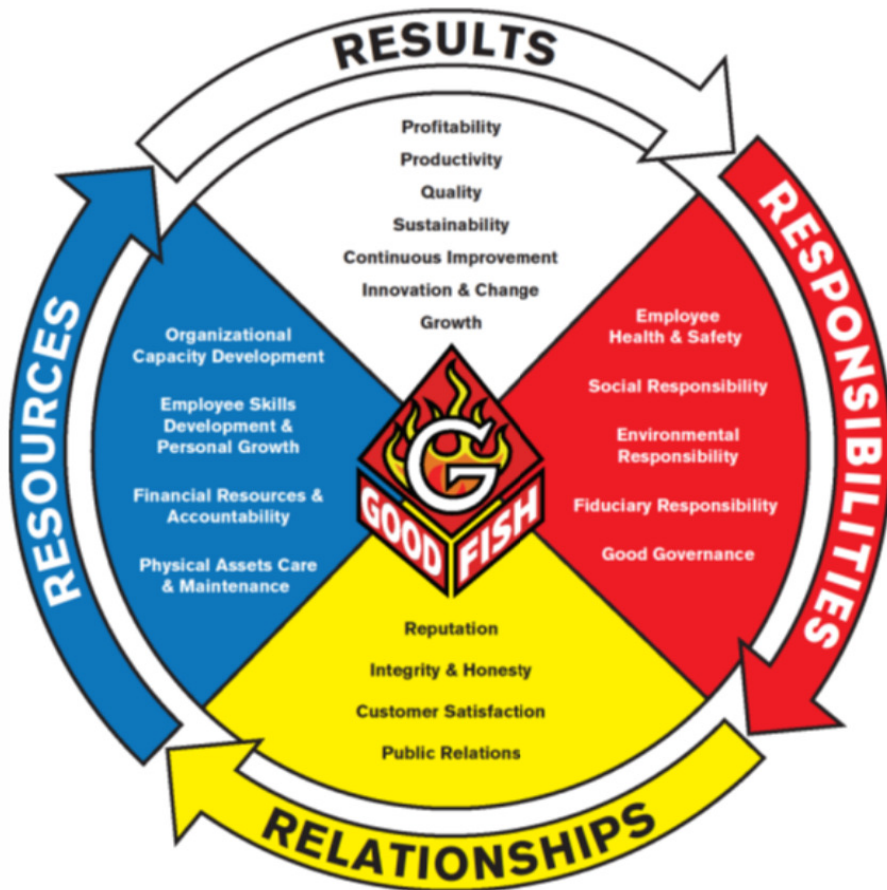 RESULTS
Profitability
Productivity
Quality
Sustainability
Continuous Improvement
Innovation & Change
Growth
RESPONSIBILITIES
Employee
Health & Safety
Social Responsibility
Environmental
Responsibility
Fiduciary Responsibility
Good Governance
RELATIONSHIPS
Reputation
Integrity & Honesty
Customer Satisfaction
Public Relations
RESOURCES
Organizational
Capacity Development
Employee Skills
Development &
Personal Growth
Financial Resources &
Accountability
Physical Assets Care
& Maintenance
G
GOOD FISH